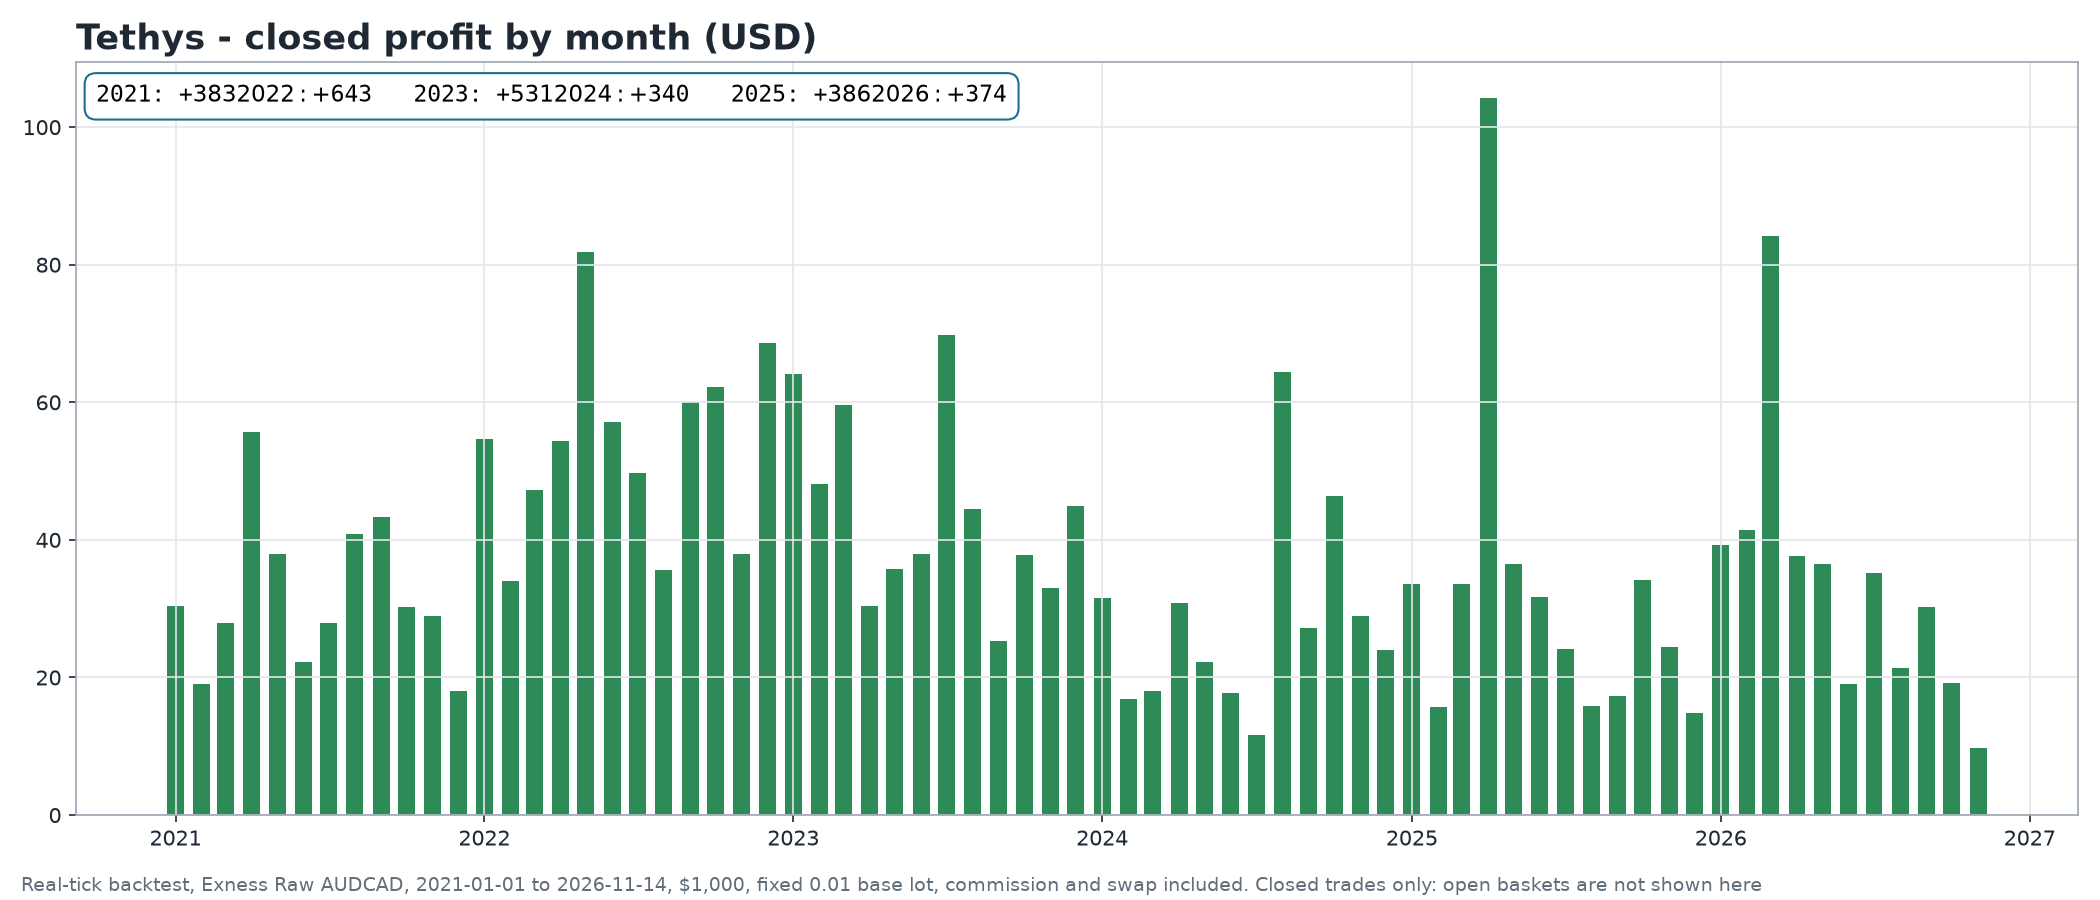 Tethys - closed profit by month (USD)
2021: +3832022:+643   2023: +5312024:+340   2025: +3862026:+374
100
80
60
40
20
0
2021 2022 2023 2024 2025 2026 2027
Real-tick backtest, Exness Raw AUDCAD, 2021-01-01 to 2026-11-14, $1,000, fixed 0.01 base lot, commission and swap included. Closed trades only: open baskets are not shown here